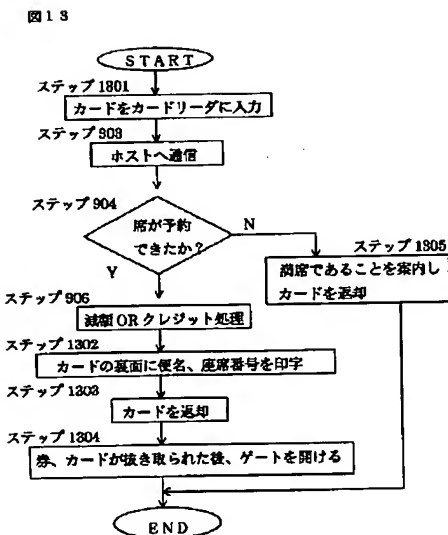 図13
START
ステップ1301
カードをカードリーダに入力
ステップ903
ホストへ通信
ステップ904
席が予約
できたか？
N
Y
ステップ1305
満席であることを案内し
カードを返却
ステップ906
減額ORクレジット処理
ステップ1302
カードの裏面に便名、座席番号を印字
ステップ1303
カードを返却
ステップ1304
券、カードが抜き取られた後、ゲートを開ける
END